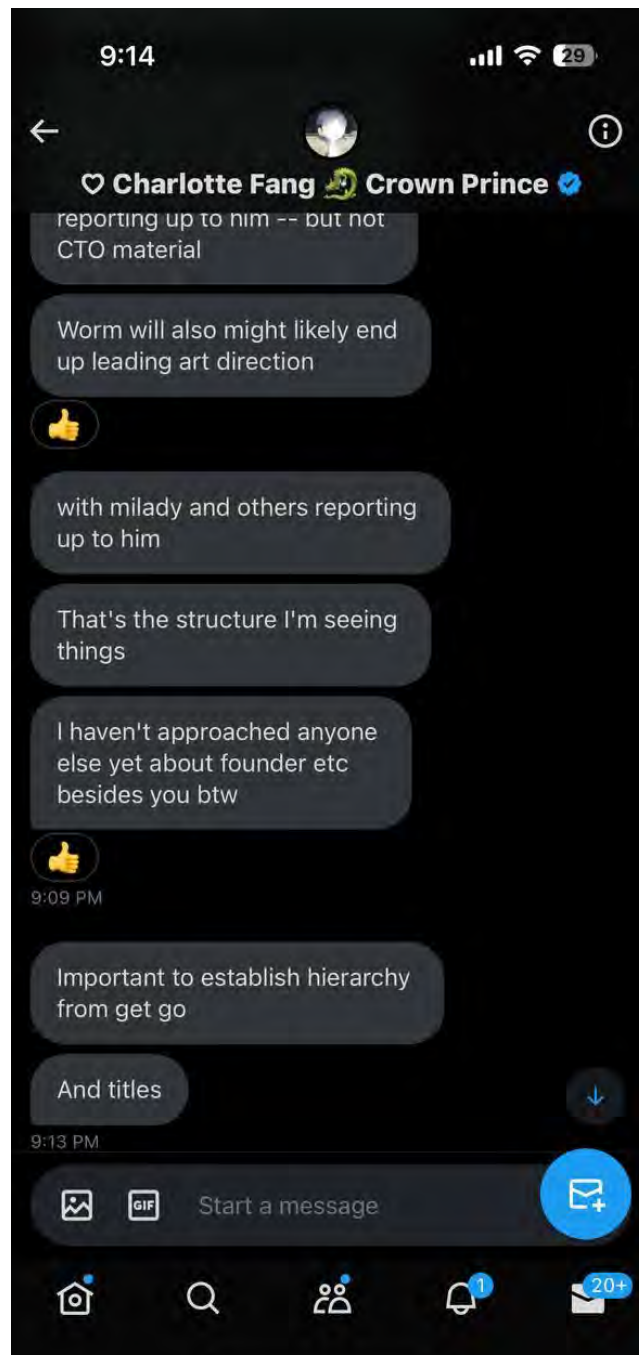 9:14
29
♡ Charlotte Fang 🐉 Crown Prince
reporting up to him -- but not
CTO material
Worm will also might likely end
up leading art direction
👍
with milady and others reporting
up to him
That's the structure I'm seeing
things
I haven't approached anyone
else yet about founder etc
besides you btw
👍
9:09 PM
Important to establish hierarchy
from get go
And titles
9:13 PM
GIF
Start a message
1
20+